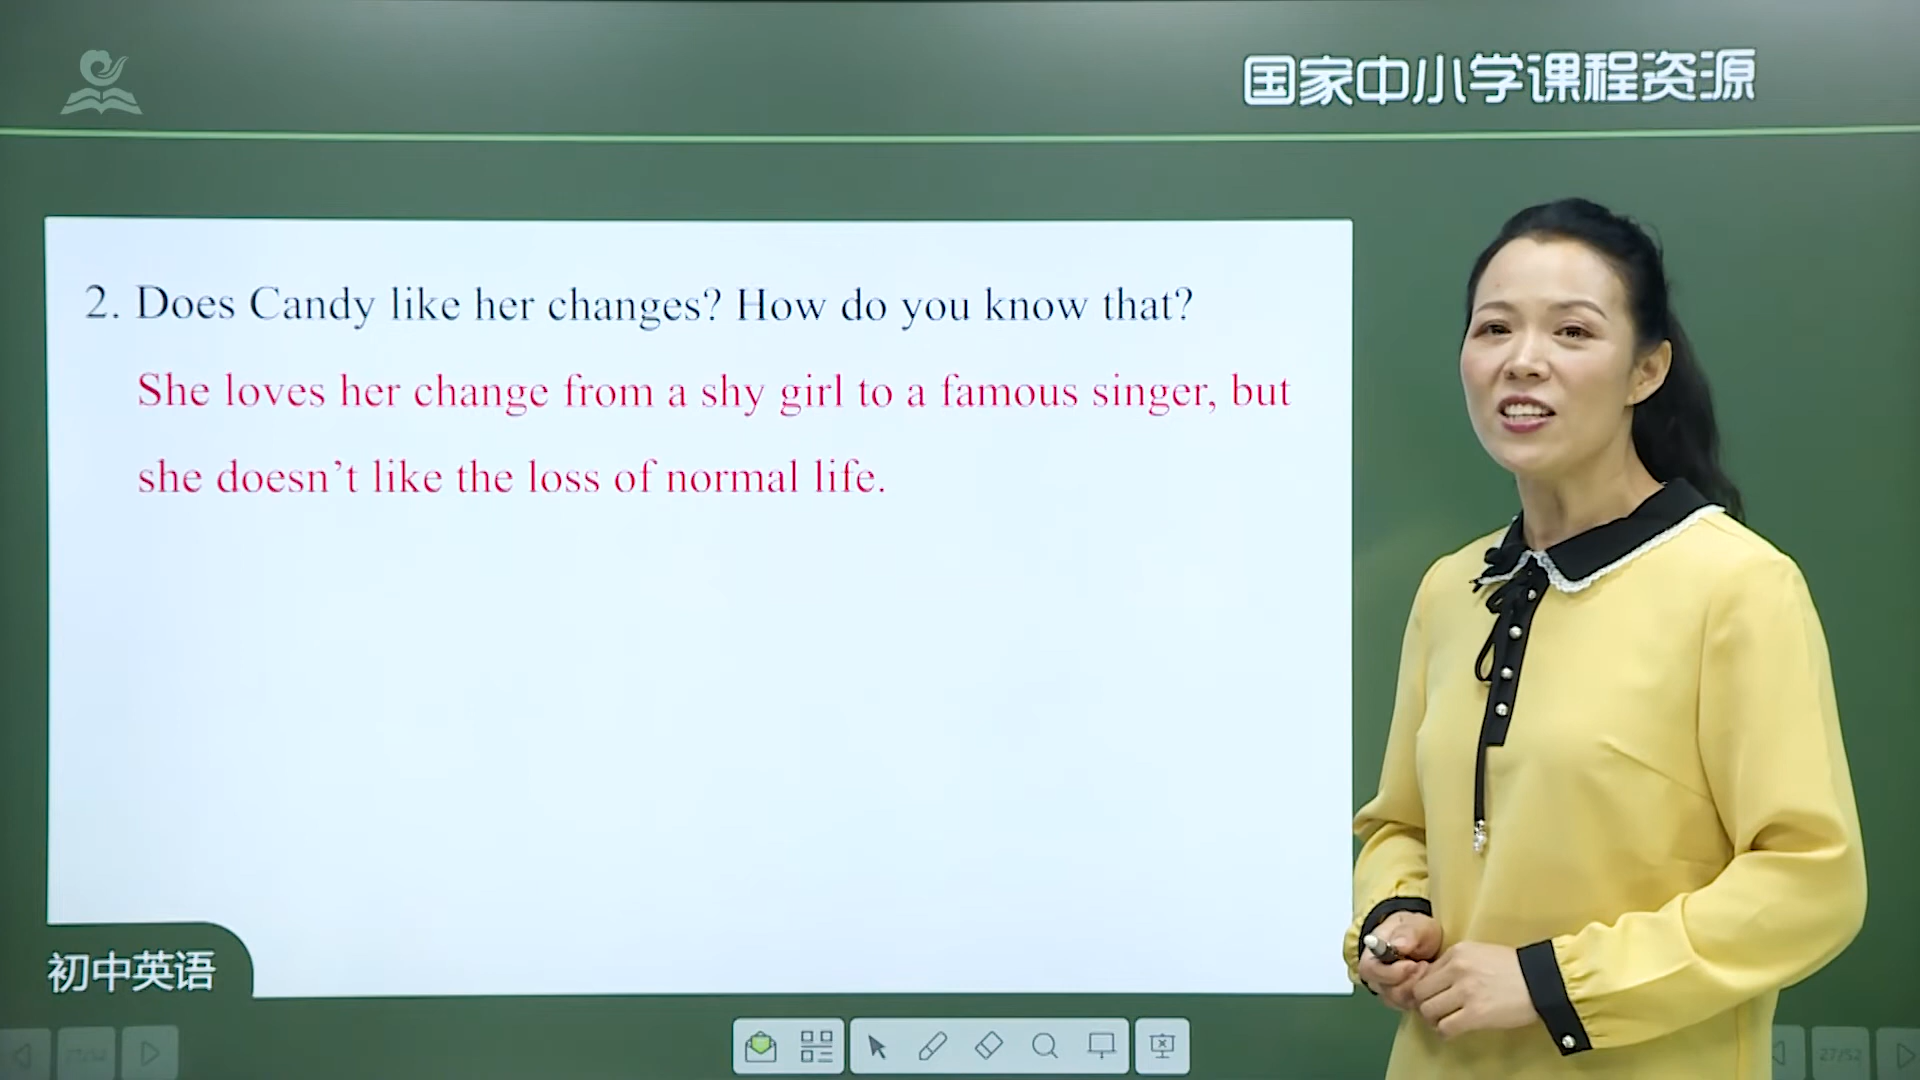 国家中小学课程资源
2. Does Candy like her changes? How do you know that?
She loves her change from a shy girl to a famous singer, but
she doesn’t like the loss of normal life.
初中英语
27/52